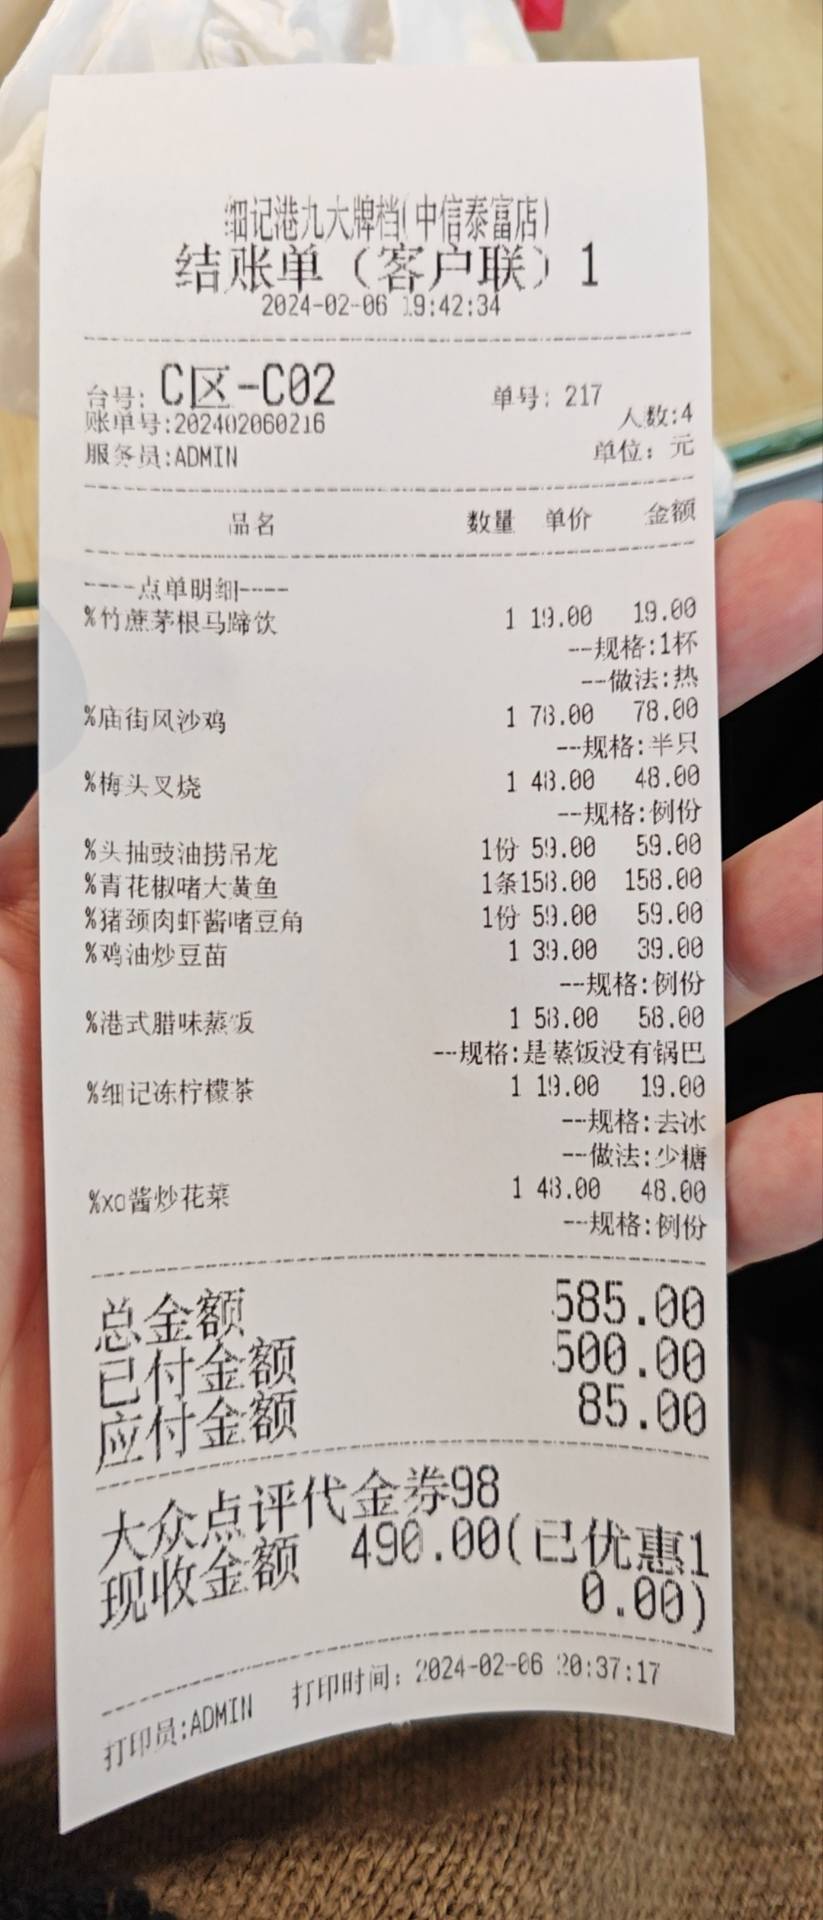 细记港九大牌档(中信泰富店)
结账单（客户联）1
2024-02-06 19:42:34
台号: C区-C02 单号: 217
账单号:202402060216 人数:4
服务员:ADMIN 单位: 元
品名 数量 单价 金额
----点单明细----
%竹蔗茅根马蹄饮 1 19.00 19.00
--规格:1杯
--做法:热
%庙街风沙鸡 1 78.00 78.00
--规格:半只
%梅头叉烧 1 48.00 48.00
--规格:例份
%头抽豉油捞吊龙 1份 59.00 59.00
%青花椒啫大黄鱼 1条158.00 158.00
%猪颈肉虾酱啫豆角 1份 59.00 59.00
%鸡油炒豆苗 1 39.00 39.00
--规格:例份
%港式腊味蒸饭 1 58.00 58.00
--规格:是蒸饭没有锅巴
%细记冻柠檬茶 1 19.00 19.00
--规格:去冰
--做法:少糖
%xo酱炒花菜 1 48.00 48.00
--规格:例份
总金额 585.00
已付金额 500.00
应付金额 85.00
大众点评代金券98
现收金额 490.00(已优惠1
0.00)
打印员:ADMIN 打印时间: 2024-02-06 20:37:17